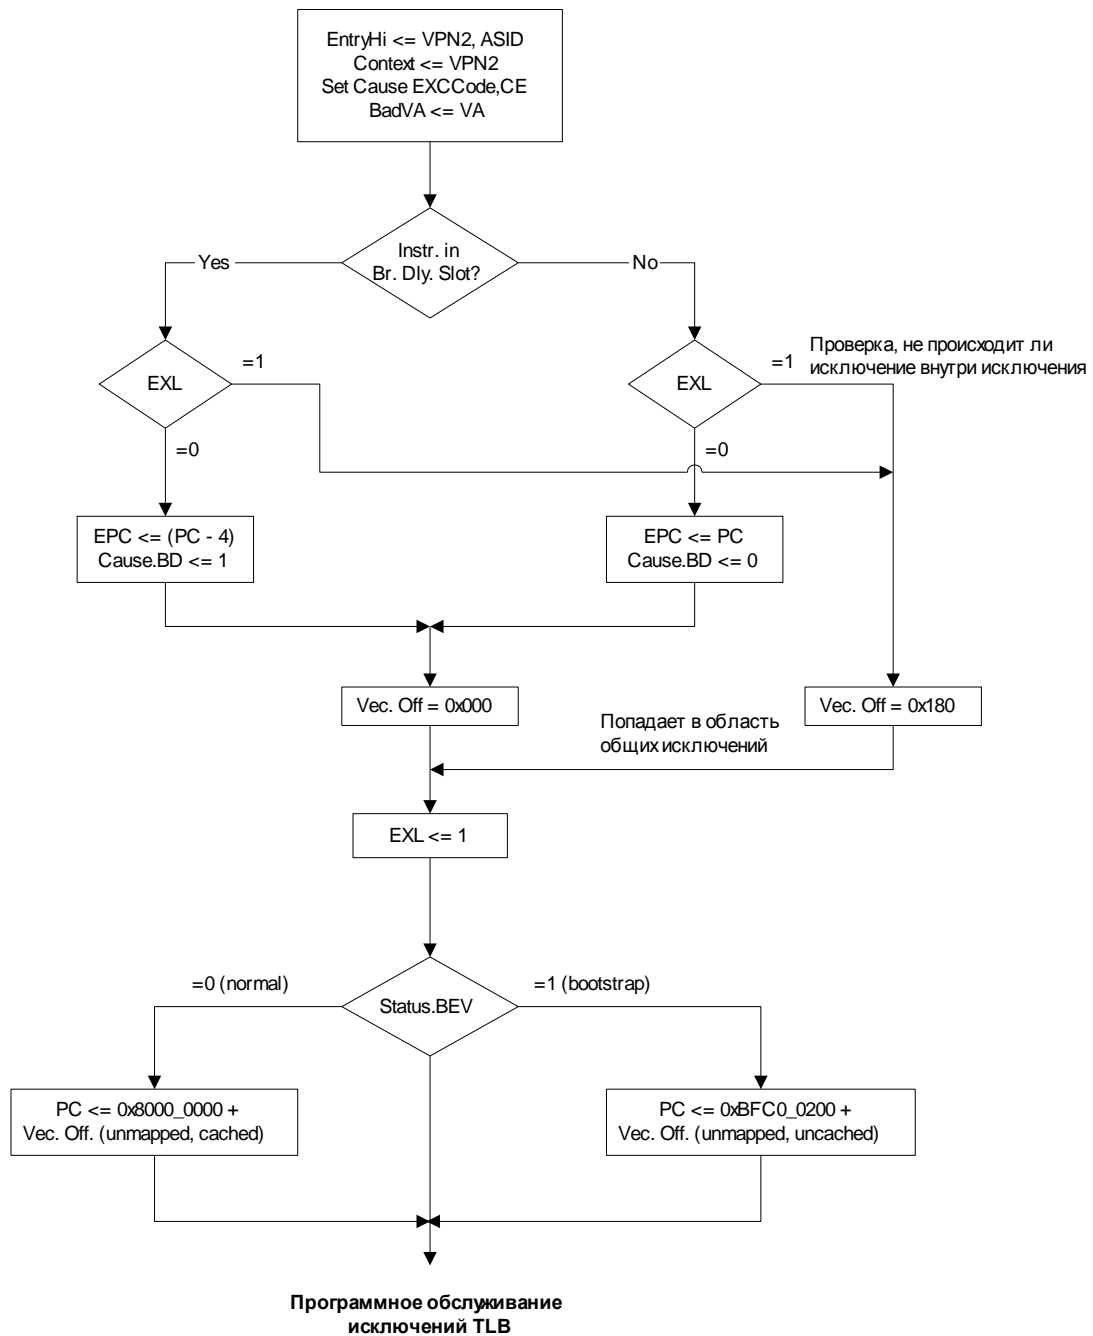 EntryHi <= VPN2, ASID
Context <= VPN2
Set Cause EXCCode,CE
BadVA <= VA
Instr. in
Br. Dly. Slot?
Yes
No
EXL
=1
EXL
=1
Проверка, не происходит ли
исключение внутри исключения
=0
=0
EPC <= (PC - 4)
Cause.BD <= 1
EPC <= PC
Cause.BD <= 0
Vec. Off = 0x000
Vec. Off = 0x180
Попадает в область
общих исключений
EXL <= 1
=0 (normal)
Status.BEV
=1 (bootstrap)
PC <= 0x8000_0000 +
Vec. Off. (unmapped, cached)
PC <= 0xBFC0_0200 +
Vec. Off. (unmapped, uncached)
Программное обслуживание
исключений TLB